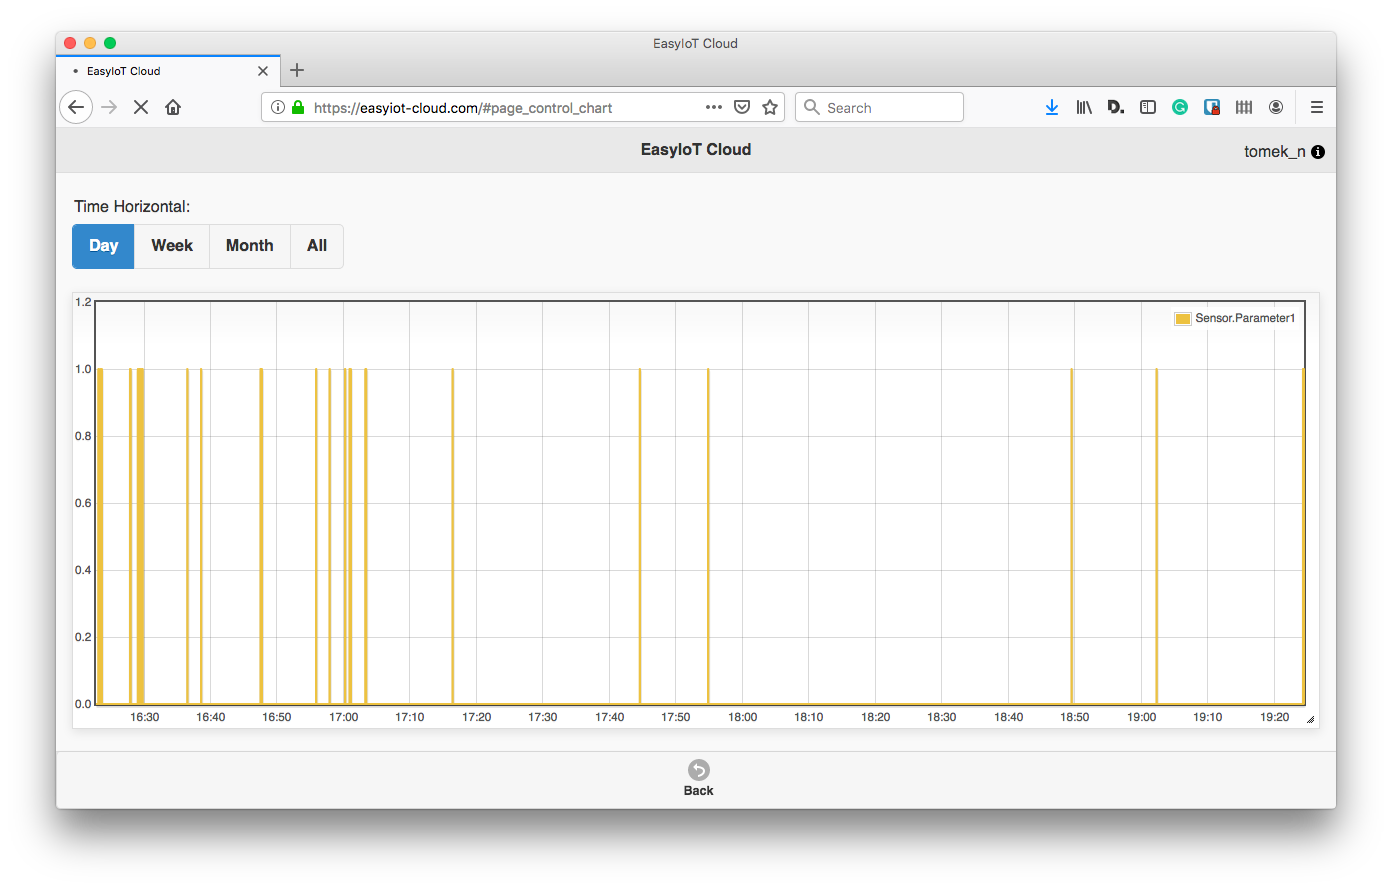 EasyIoT Cloud
EasyIoT Cloud
https://easyiot-cloud.com/#page_control_chart
Search
D.
EasyIoT Cloud
tomek_n
Time Horizontal:
Day Week Month All
1.2
Sensor.Parameter1
1.0
0.8
0.6
0.4
0.2
0.0
16:30 16:40 16:50 17:00 17:10 17:20 17:30 17:40 17:50 18:00 18:10 18:20 18:30 18:40 18:50 19:00 19:10 19:20
Back